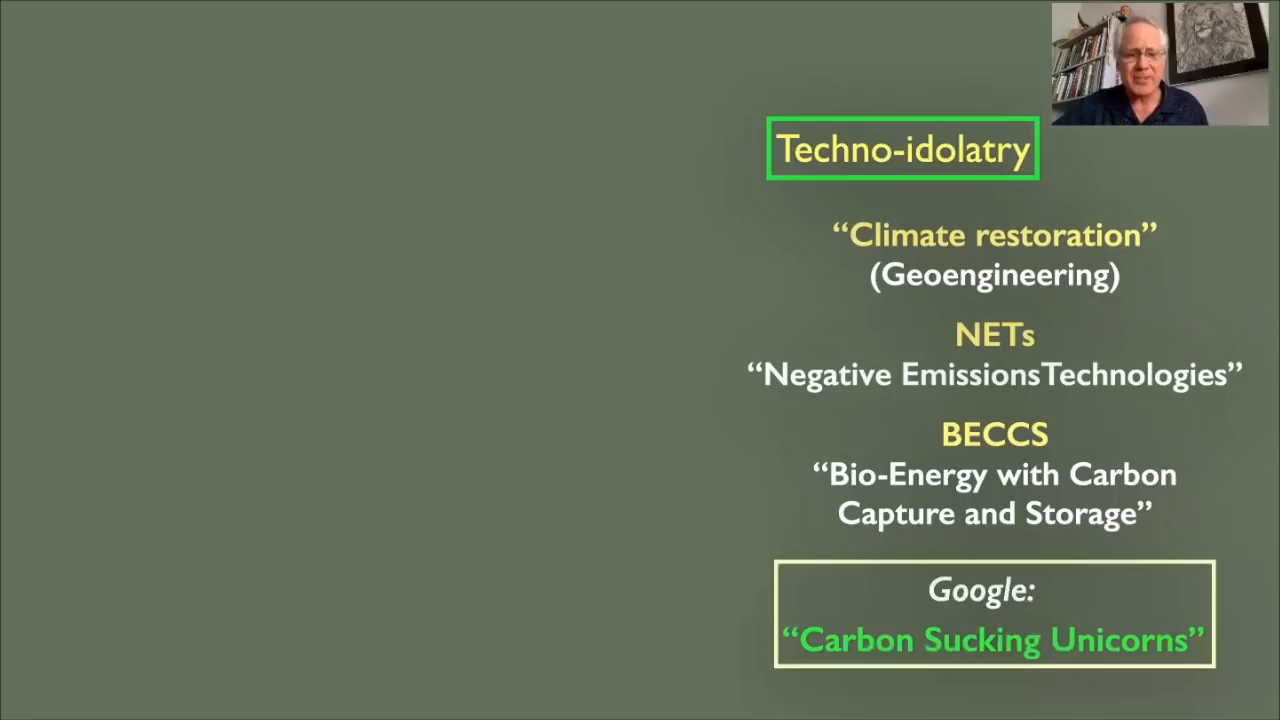 Techno-idolatry
“Climate restoration”
(Geoengineering)
NETs
“Negative EmissionsTechnologies”
BECCS
“Bio-Energy with Carbon
Capture and Storage”
Google:
“Carbon Sucking Unicorns”